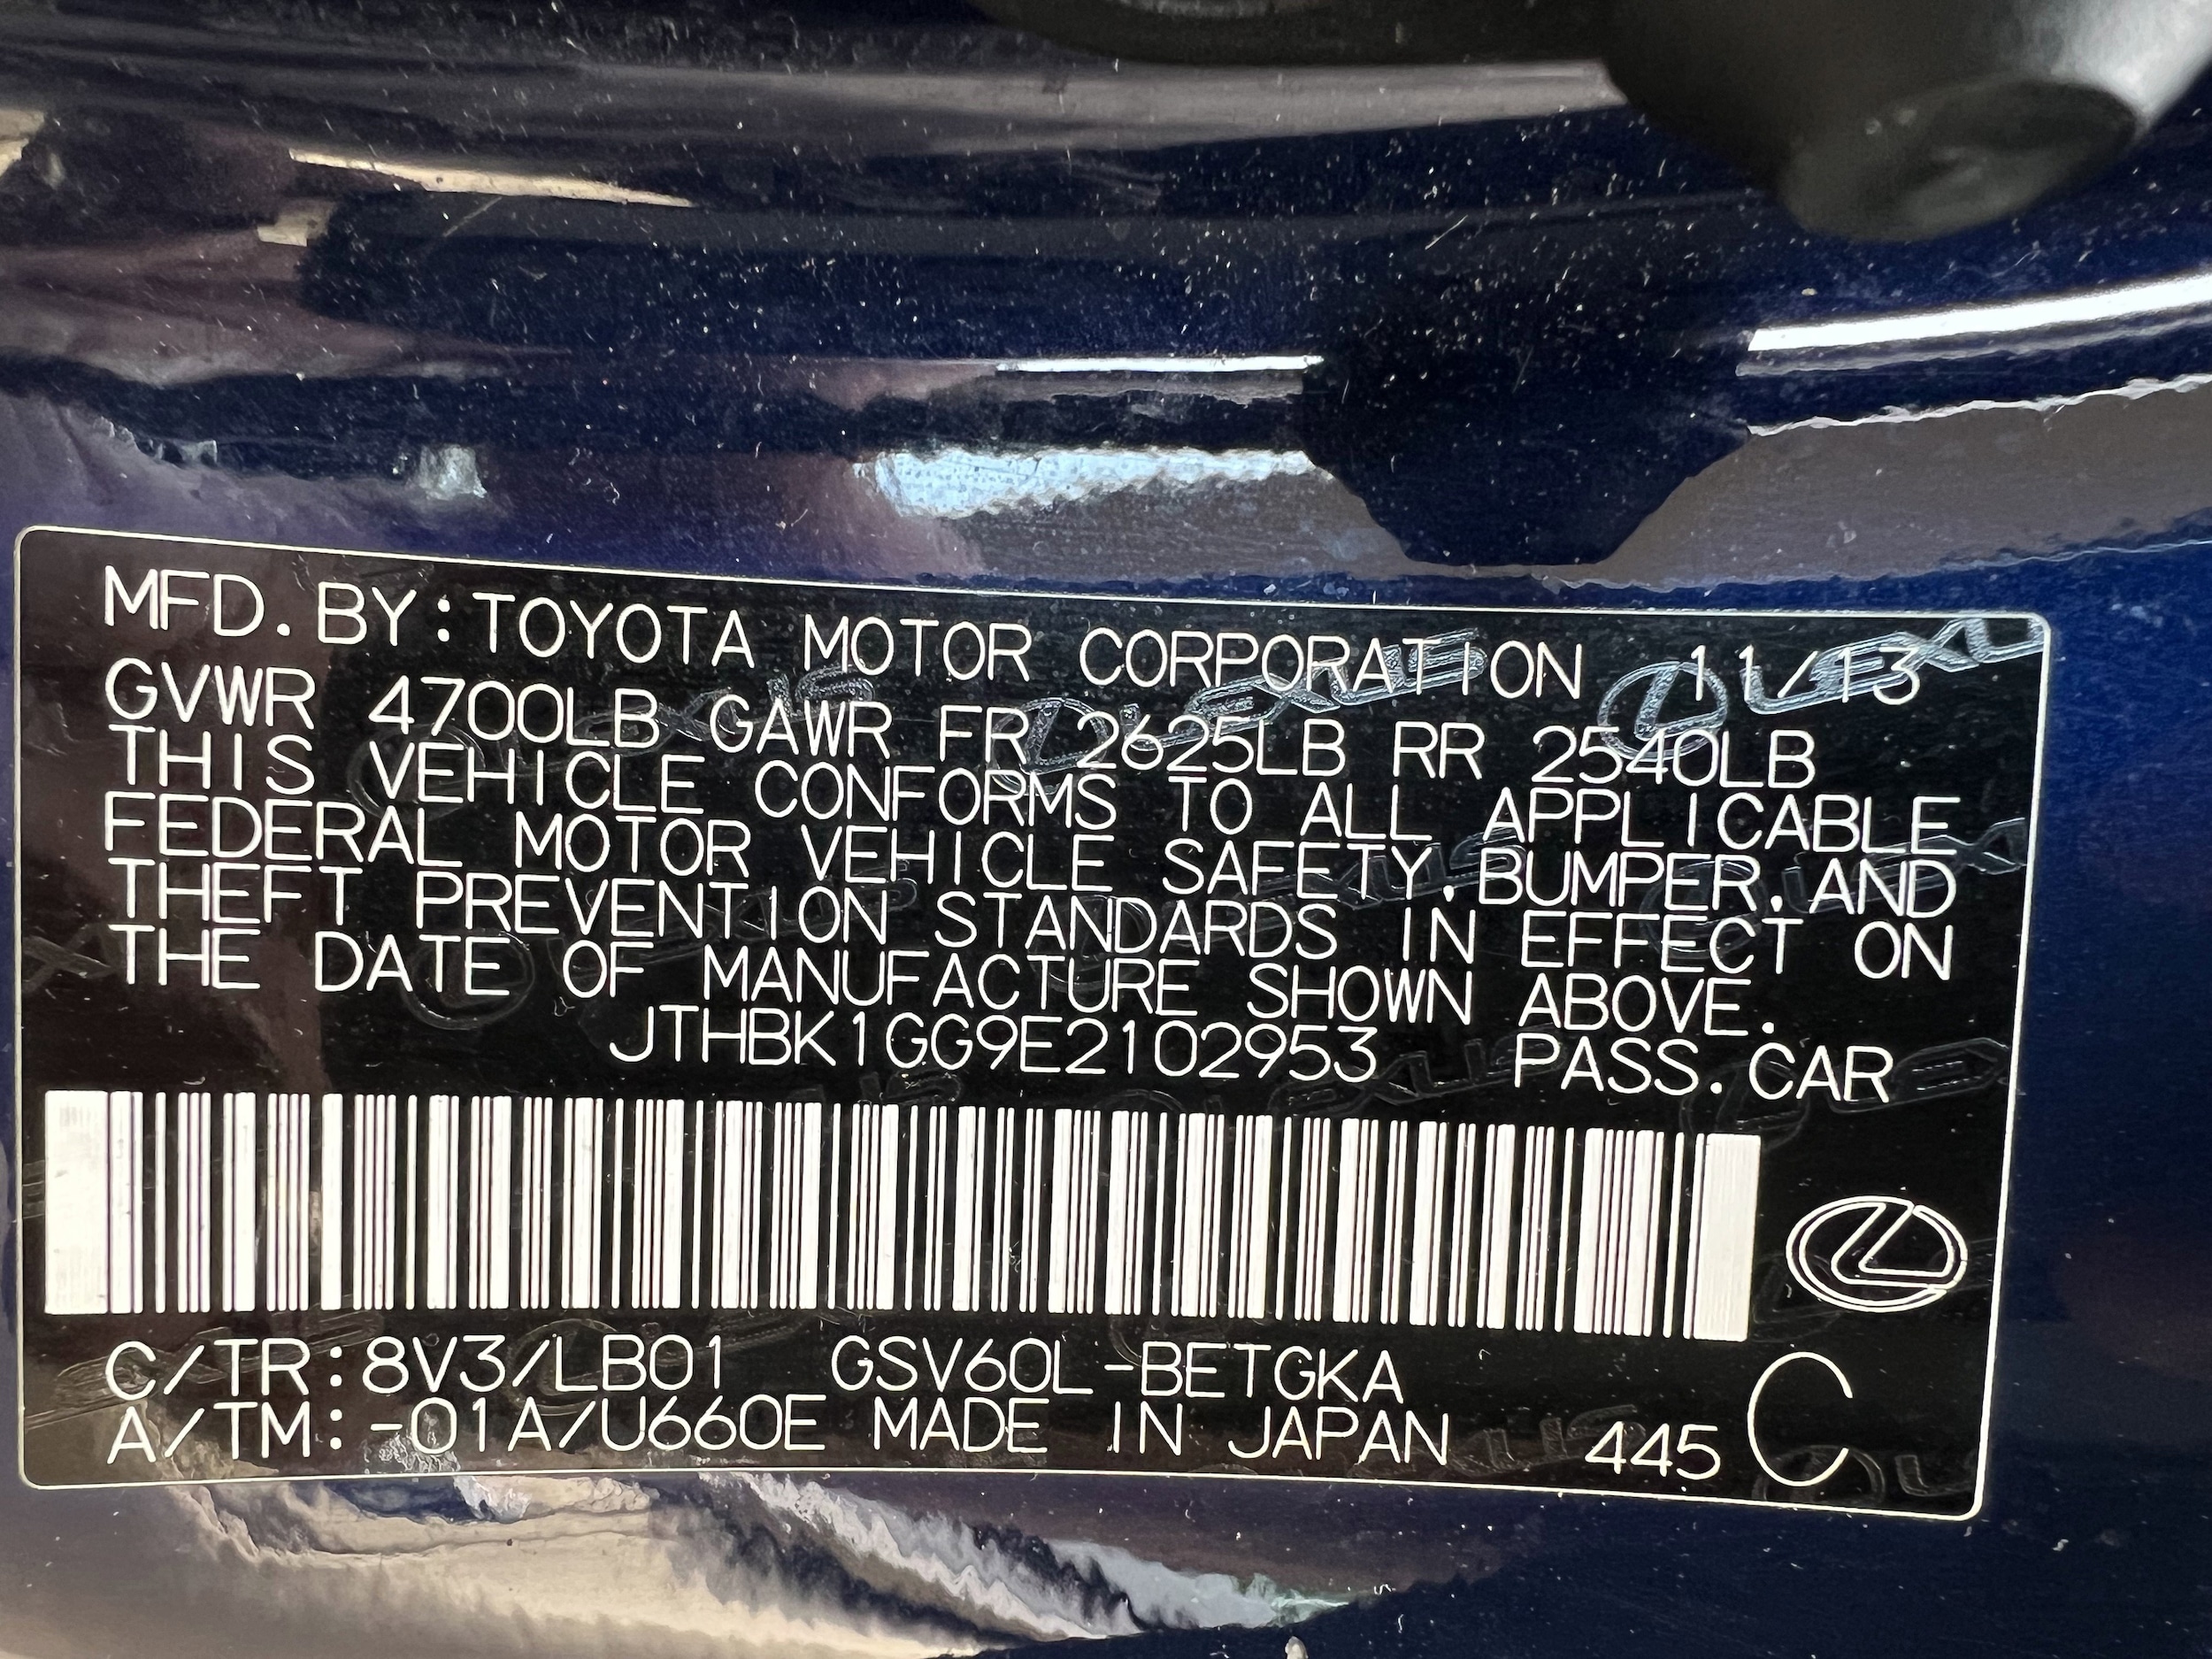 MFD. BY: TOYOTA MOTOR CORPORATION 11/13
GVWR 4700LB GAWR FR 2625LB RR 2540LB
THIS VEHICLE CONFORMS TO ALL APPLICABLE
FEDERAL MOTOR VEHICLE SAFETY, BUMPER, AND
THEFT PREVENTION STANDARDS IN EFFECT ON
THE DATE OF MANUFACTURE SHOWN ABOVE.
JTHBK1GG9E2102953 PASS. CAR
C/TR: 8V3/LB01 GSV60L-BETGKA
A/TM: -01A/U660E MADE IN JAPAN 445 C